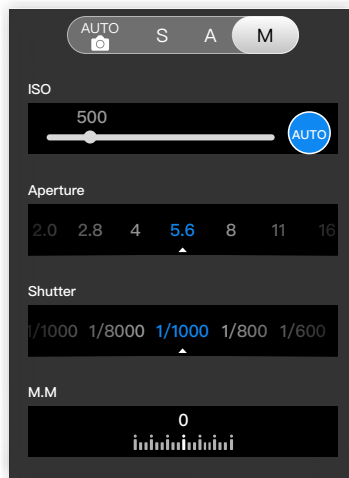 AUTO S A M
ISO
500
AUTO
Aperture
2.0 2.8 4 5.6 8 11 16
Shutter
1/1000 1/8000 1/1000 1/800 1/600
M.M
0